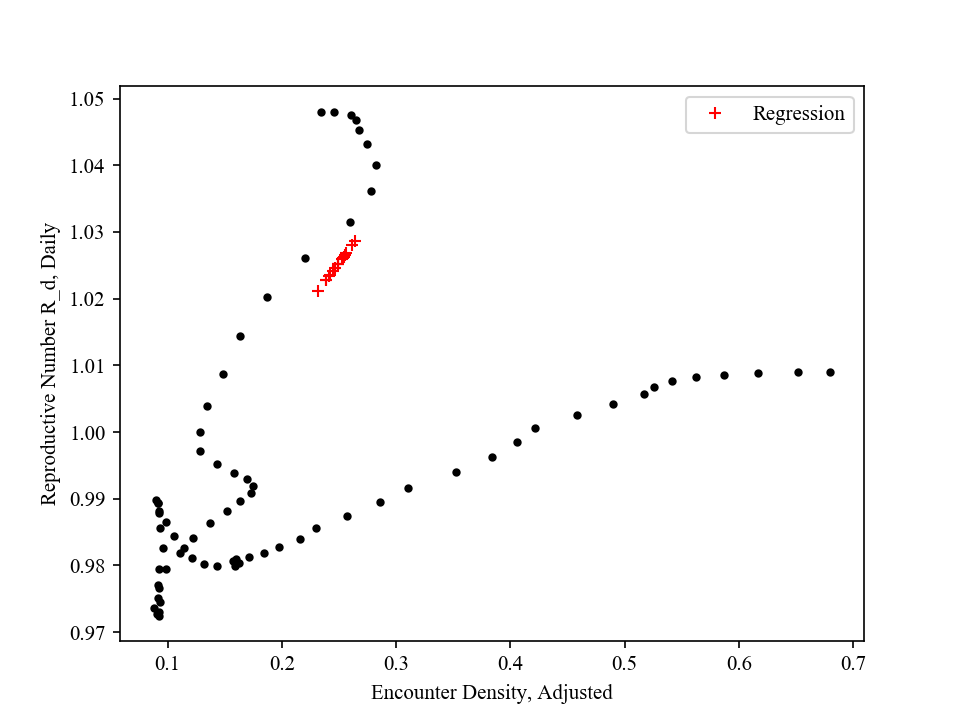 Regression
1.05
1.04
1.03
1.02
1.01
1.00
0.99
0.98
0.97
Reproductive Number R_d, Daily
0.1 0.2 0.3 0.4 0.5 0.6 0.7
Encounter Density, Adjusted